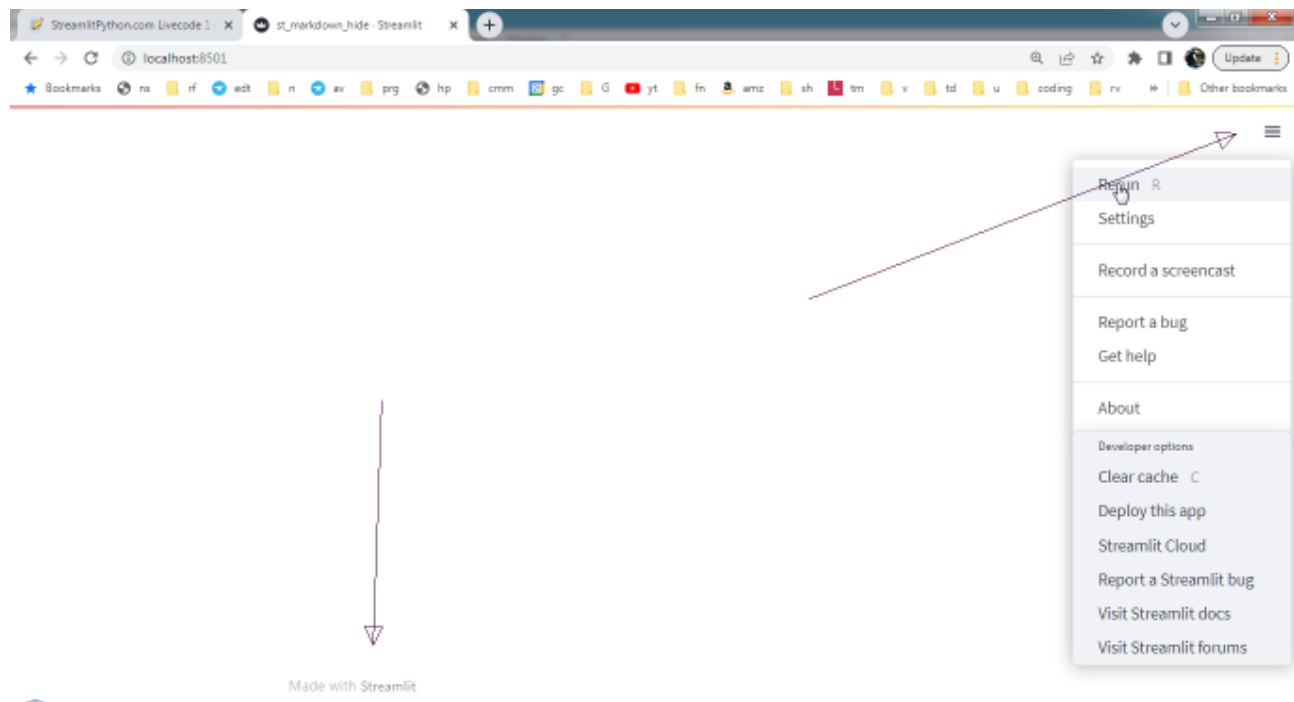 StreamlitPython.com Livecode 1
st_markdown_hide · Streamlit
localhost:8501
Update
Bookmarks ns rf edt n av prg hp cmm gc G yt fn amz sh tm v td u coding rv » Other bookmarks
Rerun R
Settings
Record a screencast
Report a bug
Get help
About
Developer options
Clear cache C
Deploy this app
Streamlit Cloud
Report a Streamlit bug
Visit Streamlit docs
Visit Streamlit forums
Made with Streamlit